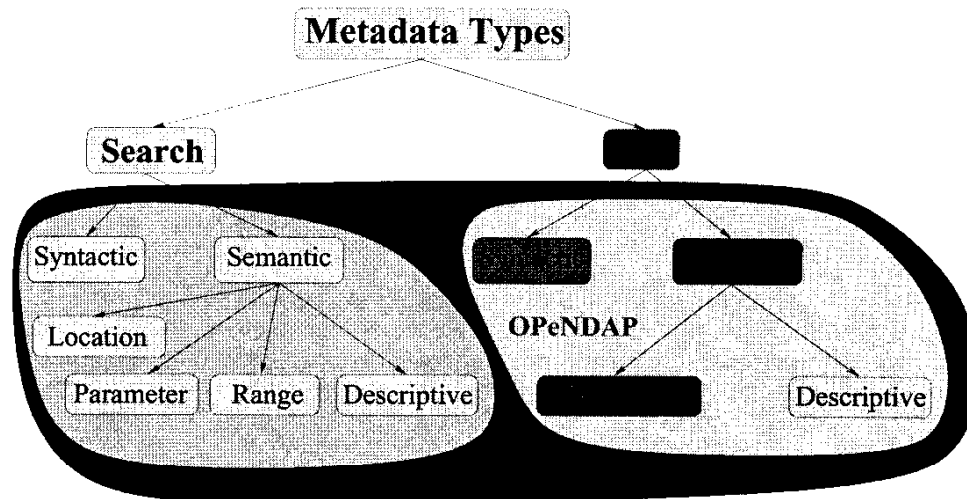 Metadata Types
Search
Syntactic
Semantic
Location
OPeNDAP
Parameter
Range
Descriptive
Descriptive